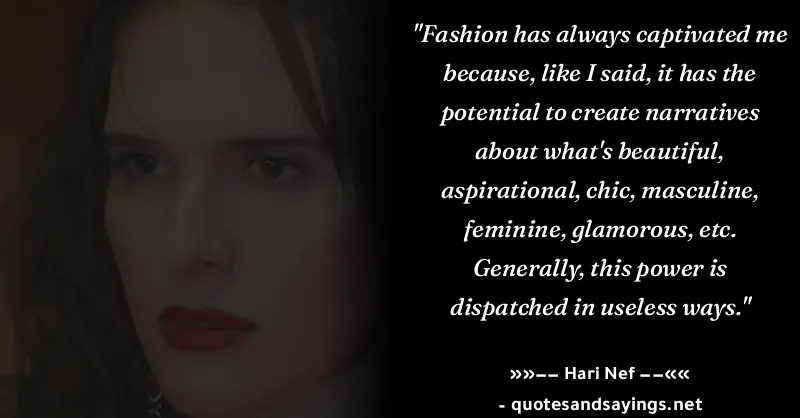 "Fashion has always captivated me
because, like I said, it has the
potential to create narratives
about what's beautiful,
aspirational, chic, masculine,
feminine, glamorous, etc.
Generally, this power is
dispatched in useless ways."
»»–– Hari Nef ––««
- quotesandsayings.net